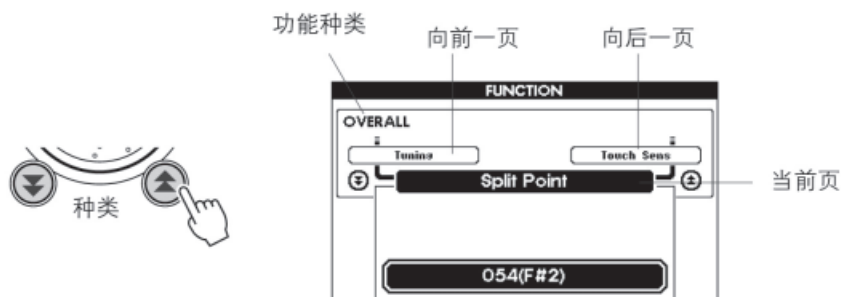 功能种类
向前一页
向后一页
FUNCTION
OVERALL
Tuning
Touch Sens
Split Point
当前页
种类
054(F#2)